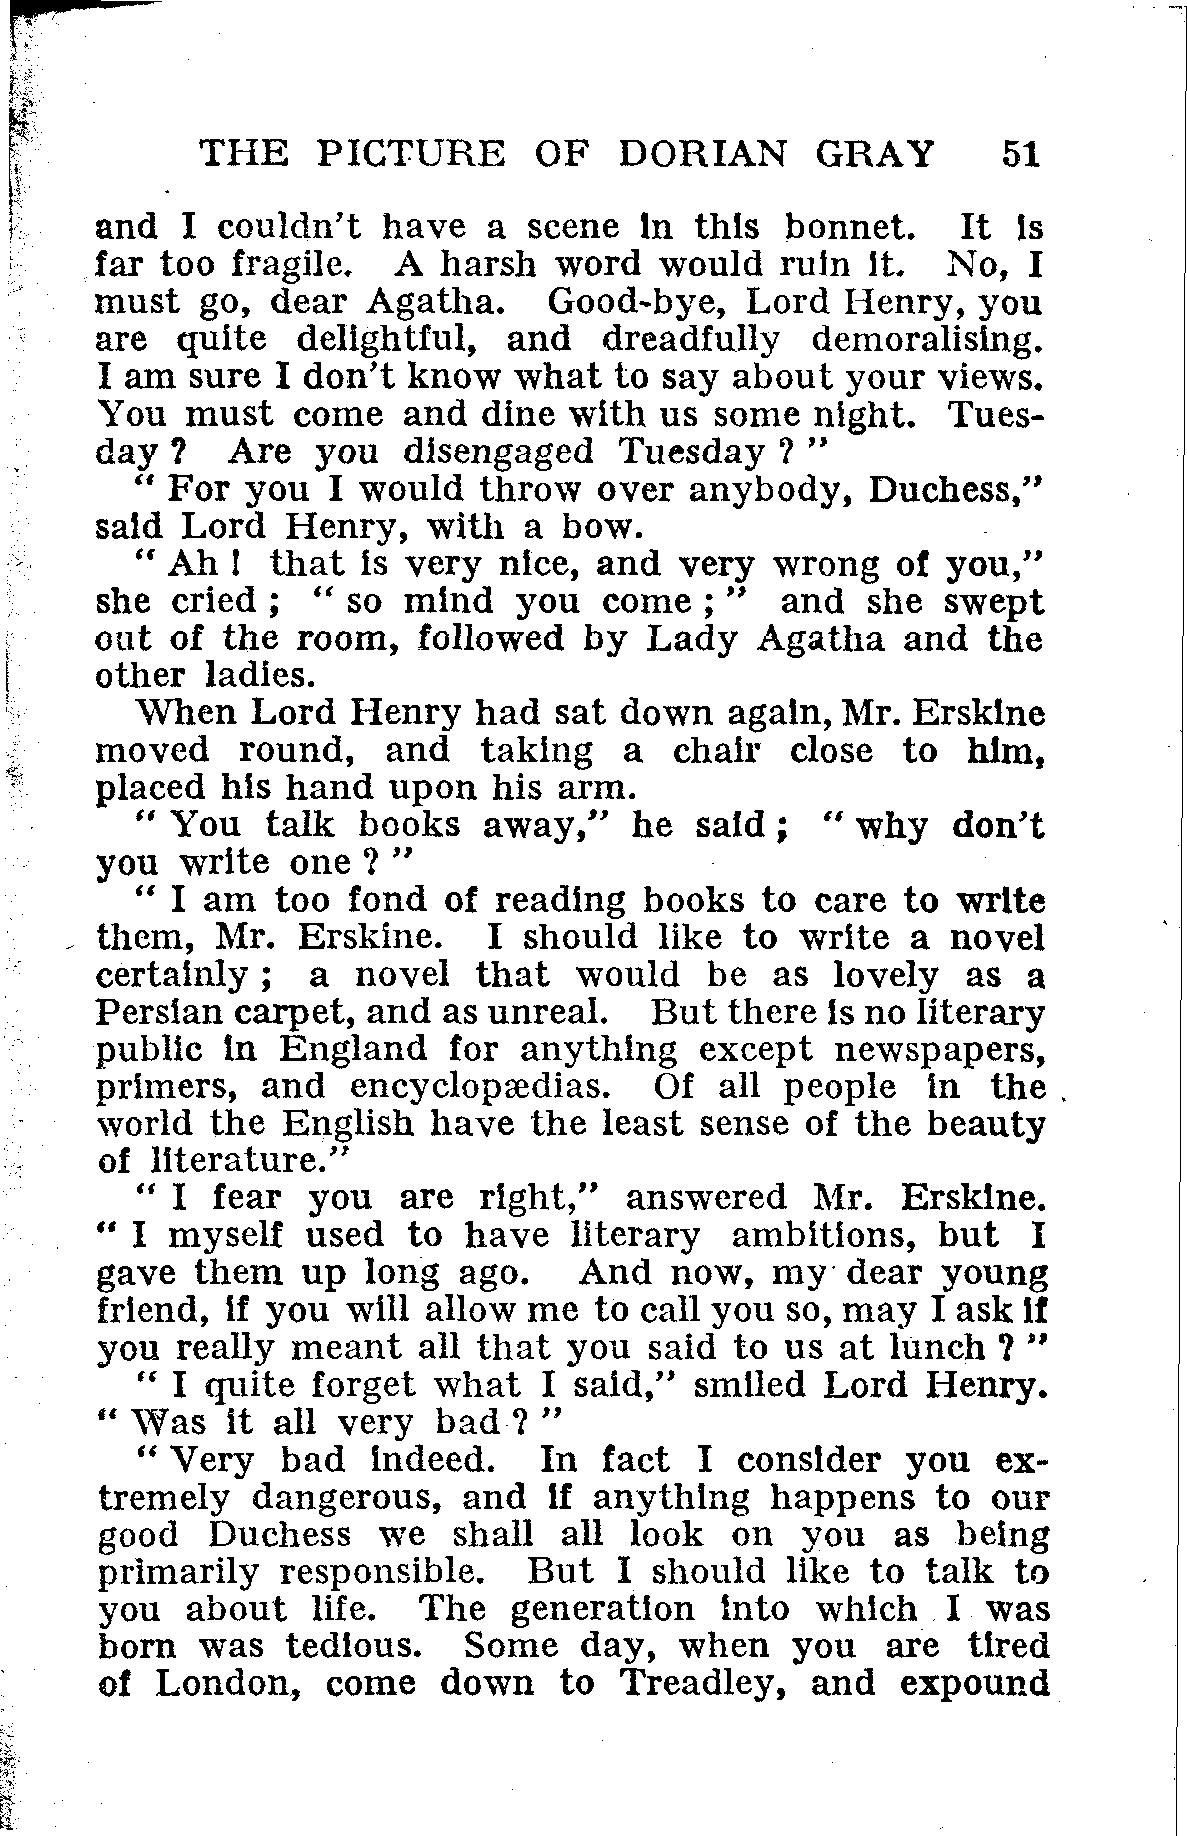 THE PICTURE OF DORIAN GRAY 51
and I couldn't have a scene in this bonnet. It is
far too fragile. A harsh word would ruin it. No, I
must go, dear Agatha. Good-bye, Lord Henry, you
are quite delightful, and dreadfully demoralising.
I am sure I don't know what to say about your views.
You must come and dine with us some night. Tues-
day ? Are you disengaged Tuesday ? "
" For you I would throw over anybody, Duchess,"
said Lord Henry, with a bow.
" Ah ! that is very nice, and very wrong of you,"
she cried ; " so mind you come ; " and she swept
out of the room, followed by Lady Agatha and the
other ladies.
When Lord Henry had sat down again, Mr. Erskine
moved round, and taking a chair close to him,
placed his hand upon his arm.
" You talk books away," he said ; " why don't
you write one ? "
" I am too fond of reading books to care to write
them, Mr. Erskine. I should like to write a novel
certainly ; a novel that would be as lovely as a
Persian carpet, and as unreal. But there is no literary
public in England for anything except newspapers,
primers, and encyclopædias. Of all people in the
world the English have the least sense of the beauty
of literature."
" I fear you are right," answered Mr. Erskine.
" I myself used to have literary ambitions, but I
gave them up long ago. And now, my dear young
friend, if you will allow me to call you so, may I ask if
you really meant all that you said to us at lunch ? "
" I quite forget what I said," smiled Lord Henry.
" Was it all very bad ? "
" Very bad indeed. In fact I consider you ex-
tremely dangerous, and if anything happens to our
good Duchess we shall all look on you as being
primarily responsible. But I should like to talk to
you about life. The generation into which I was
born was tedious. Some day, when you are tired
of London, come down to Treadley, and expound